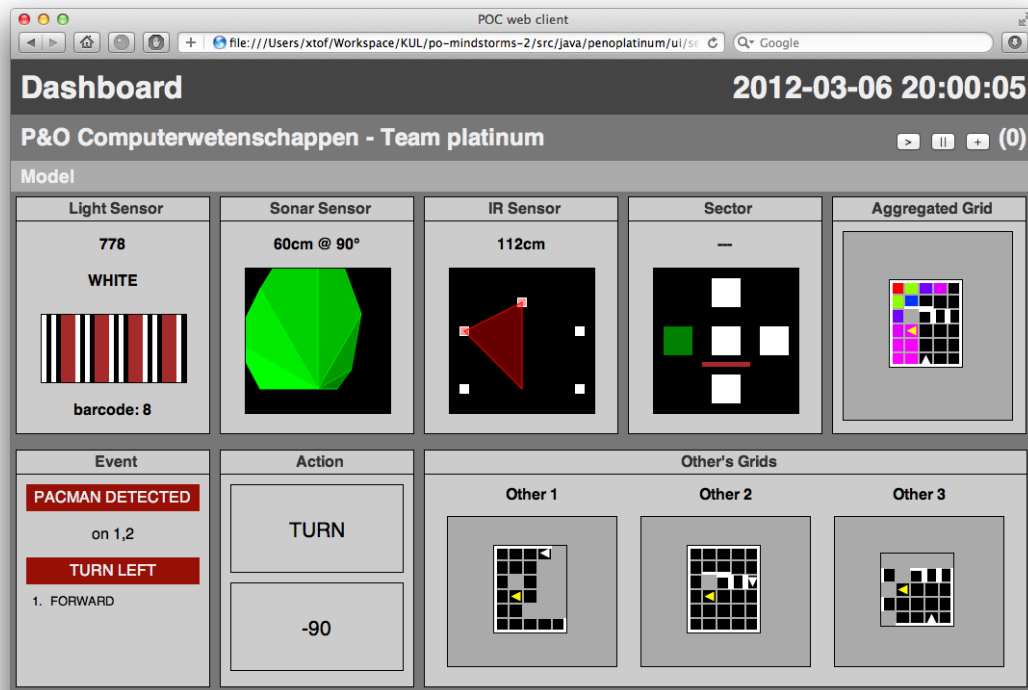 POC web client
file:///Users/xtof/Workspace/KUL/po-mindstorms-2/src/java/penoplatinum/ui/se
Google
Dashboard
2012-03-06 20:00:05
P&O Computerwetenschappen - Team platinum
> || + (0)
Model
Light Sensor
778
WHITE
barcode: 8
Sonar Sensor
60cm @ 90°
IR Sensor
112cm
Sector
---
Aggregated Grid
Event
PACMAN DETECTED
on 1,2
TURN LEFT
1. FORWARD
Action
TURN
-90
Other's Grids
Other 1
Other 2
Other 3